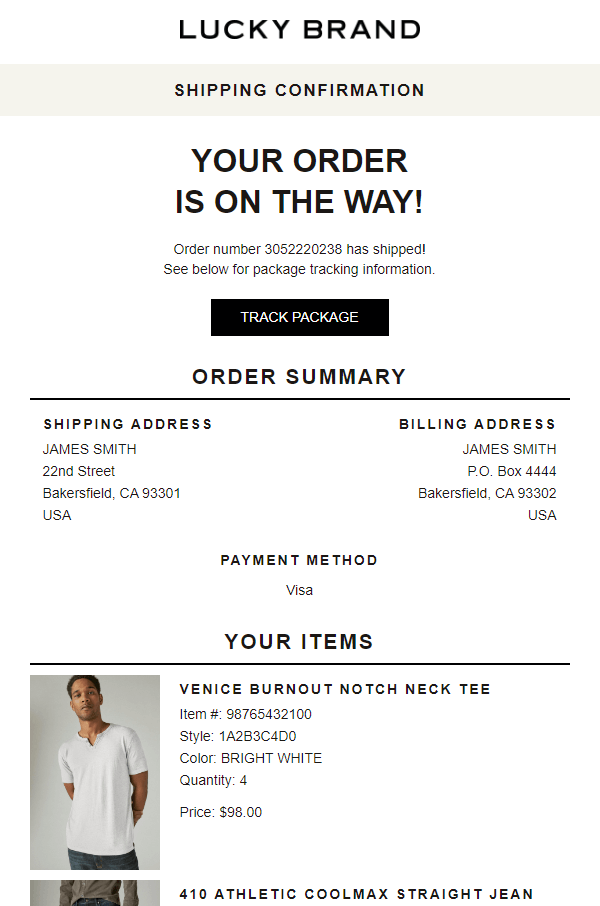 LUCKY BRAND
SHIPPING CONFIRMATION
YOUR ORDER
IS ON THE WAY!
Order number 3052220238 has shipped!
See below for package tracking information.
TRACK PACKAGE
ORDER SUMMARY
SHIPPING ADDRESS
JAMES SMITH
22nd Street
Bakersfield, CA 93301
USA
BILLING ADDRESS
JAMES SMITH
P.O. Box 4444
Bakersfield, CA 93302
USA
PAYMENT METHOD
Visa
YOUR ITEMS
VENICE BURNOUT NOTCH NECK TEE
Item #: 98765432100
Style: 1A2B3C4D0
Color: BRIGHT WHITE
Quantity: 4
Price: $98.00
410 ATHLETIC COOLMAX STRAIGHT JEAN